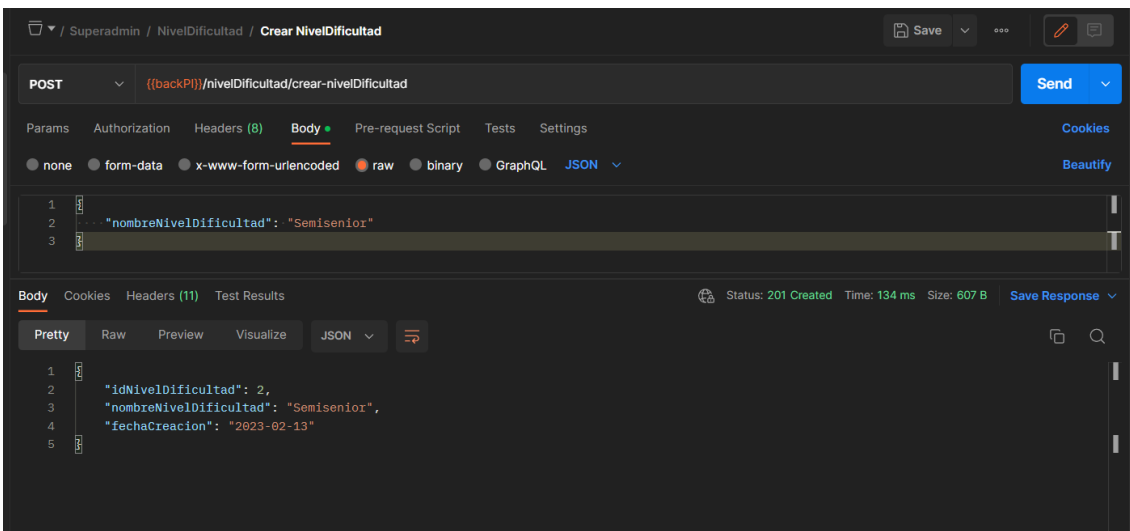 / Superadmin / NivelDificultad / Crear NivelDificultad Save
POST {{backPI}}/nivelDificultad/crear-nivelDificultad Send
Params Authorization Headers (8) Body Pre-request Script Tests Settings Cookies
none form-data x-www-form-urlencoded raw binary GraphQL JSON Beautify
1 {
2 "nombreNivelDificultad": "Semisenior"
3 }
Body Cookies Headers (11) Test Results Status: 201 Created Time: 134 ms Size: 607 B Save Response
Pretty Raw Preview Visualize JSON
1 {
2 "idNivelDificultad": 2,
3 "nombreNivelDificultad": "Semisenior",
4 "fechaCreacion": "2023-02-13"
5 }